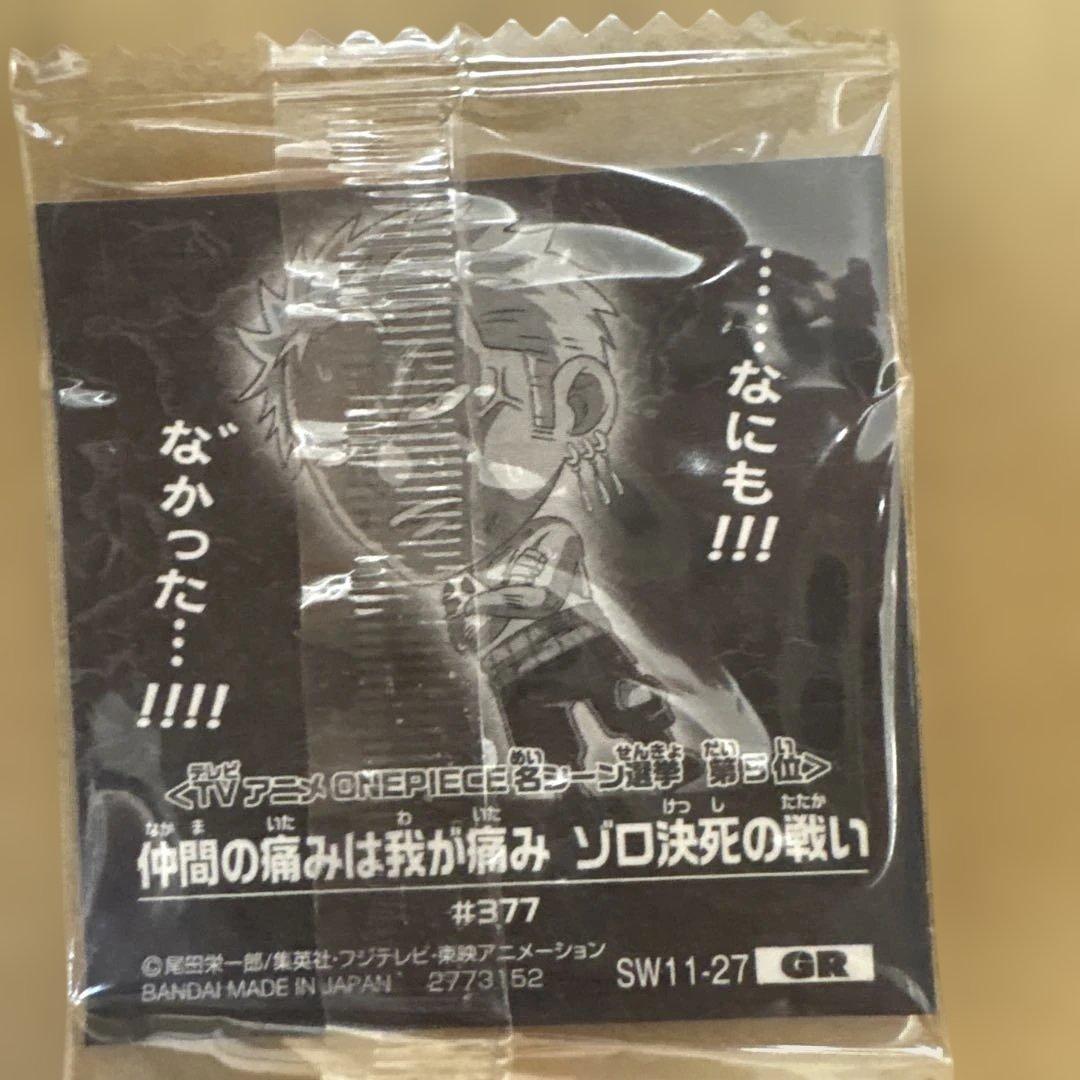 ……なにも!!!
な゛かった…!!!!
<TVアニメONEPIECE名シーン選挙 第5位>
仲間の痛みは我が痛み ゾロ決死の戦い
#377
©尾田栄一郎/集英社・フジテレビ・東映アニメーション
BANDAI MADE IN JAPAN 2773152
SW11-27 GR